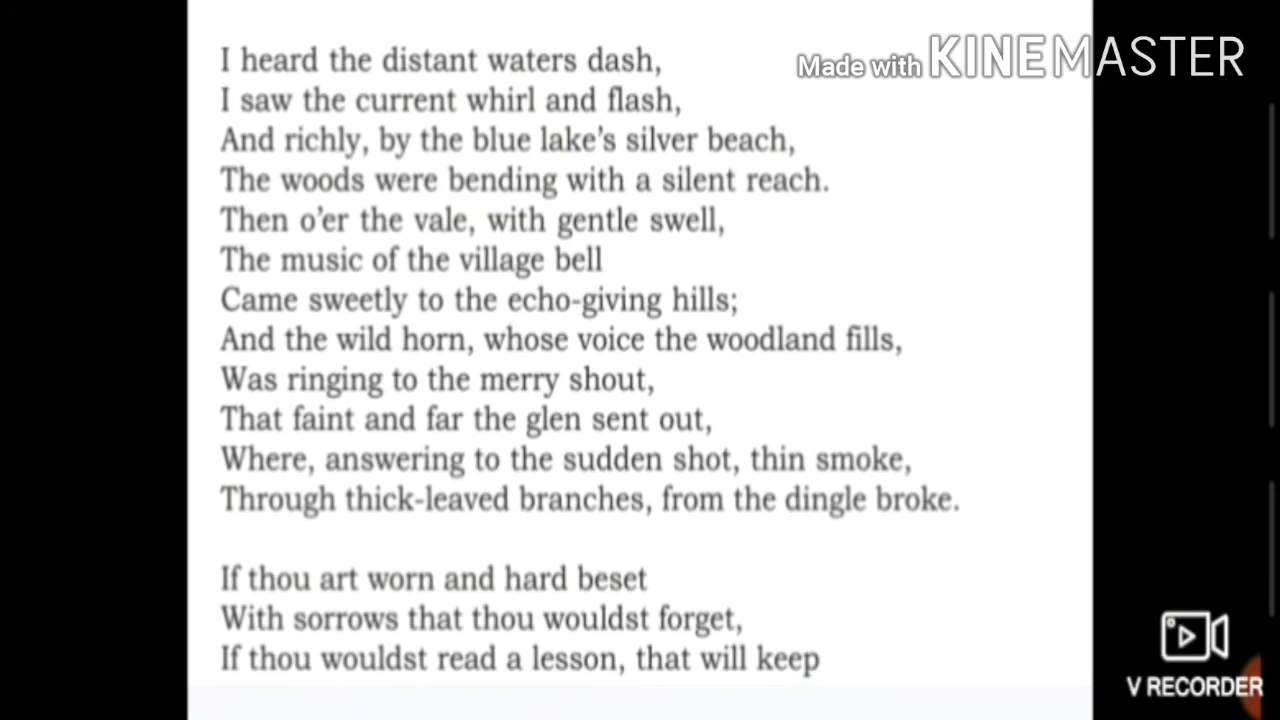 Made with KINEMASTER
I heard the distant waters dash,
I saw the current whirl and flash,
And richly, by the blue lake's silver beach,
The woods were bending with a silent reach.
Then o'er the vale, with gentle swell,
The music of the village bell
Came sweetly to the echo-giving hills;
And the wild horn, whose voice the woodland fills,
Was ringing to the merry shout,
That faint and far the glen sent out,
Where, answering to the sudden shot, thin smoke,
Through thick-leaved branches, from the dingle broke.
If thou art worn and hard beset
With sorrows that thou wouldst forget,
If thou wouldst read a lesson, that will keep
V RECORDER